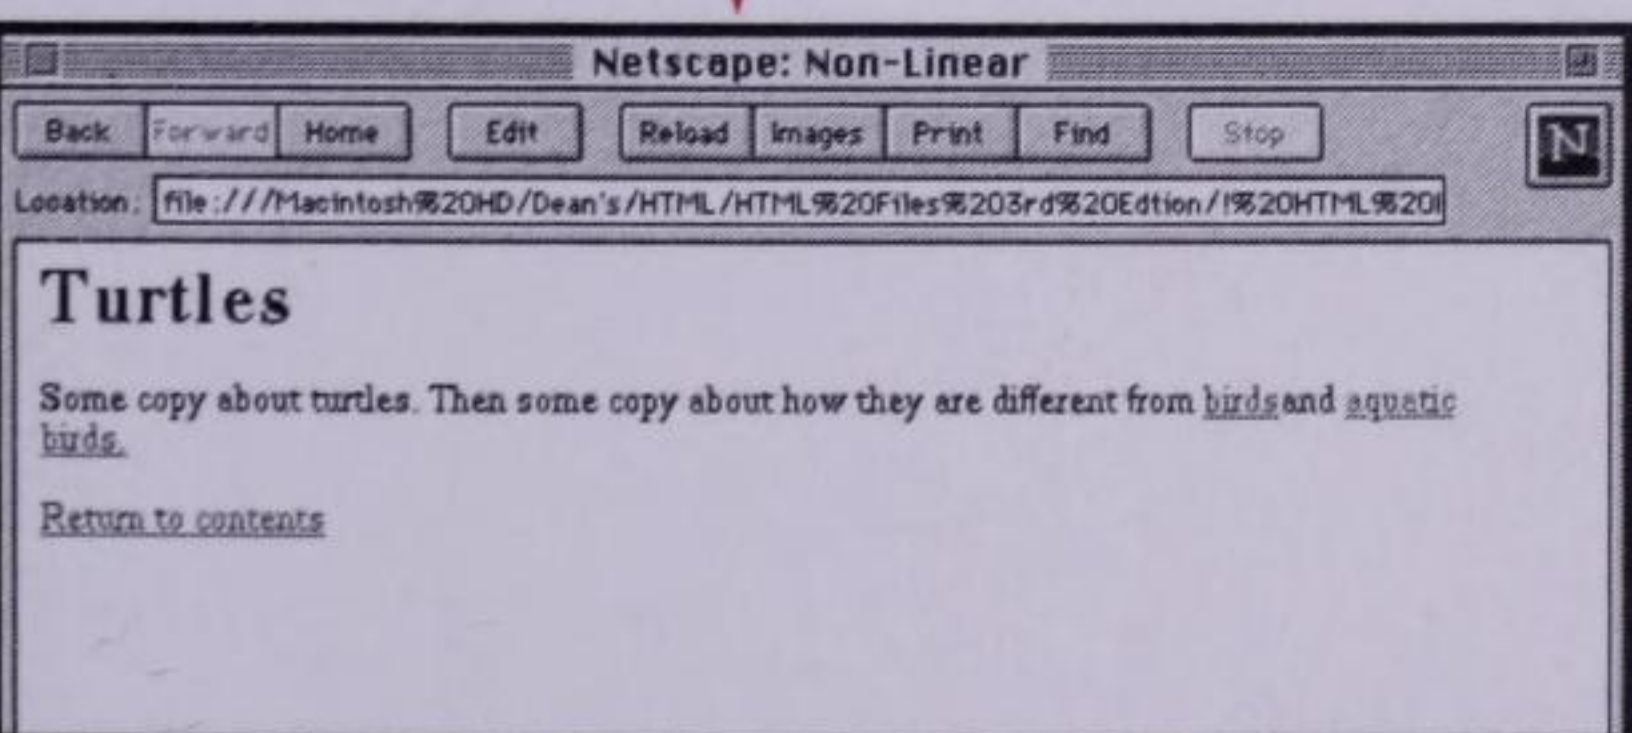 Netscape: Non-Linear
Back Forward Home Edit Reload Images Print Find Stop N
Location: file:///Macintosh%20HD/Dean's/HTML/HTML%20Files%203rd%20Edtion/!%20HTML%20I
Turtles
Some copy about turtles. Then some copy about how they are different from birdsand aquatic
birds.
Return to contents